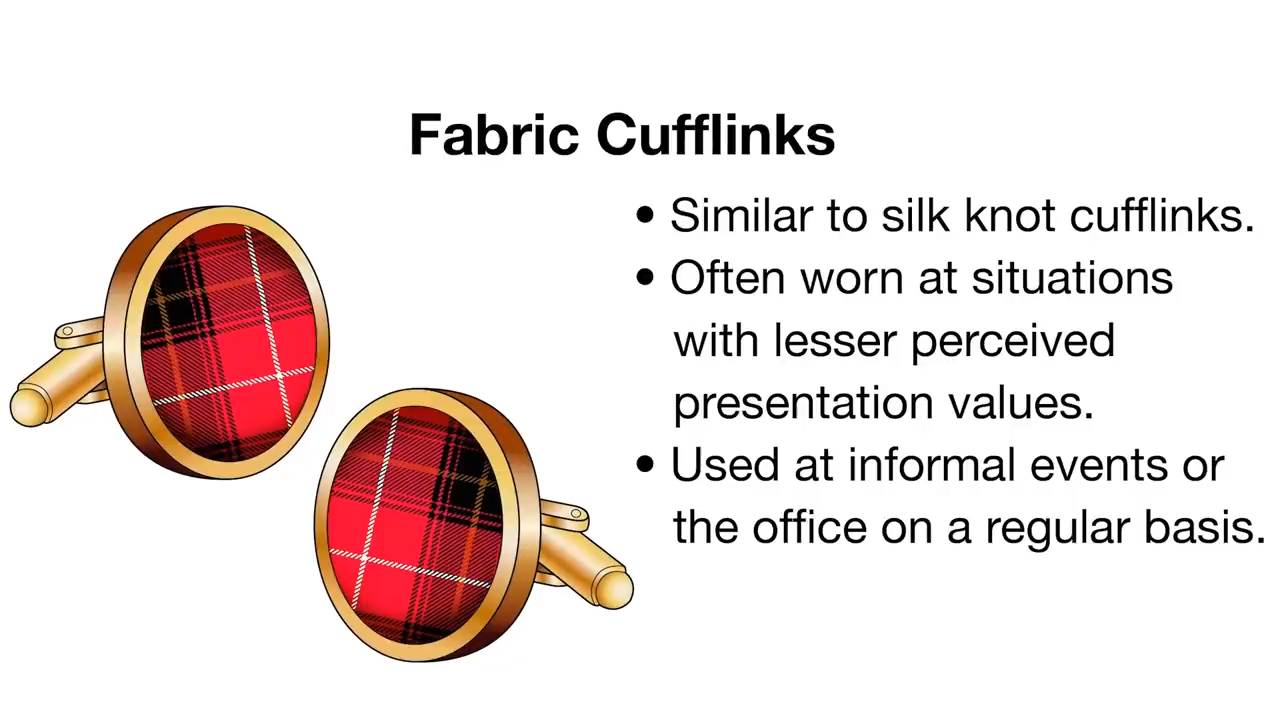 Fabric Cufflinks
• Similar to silk knot cufflinks.
• Often worn at situations
with lesser perceived
presentation values.
• Used at informal events or
the office on a regular basis.